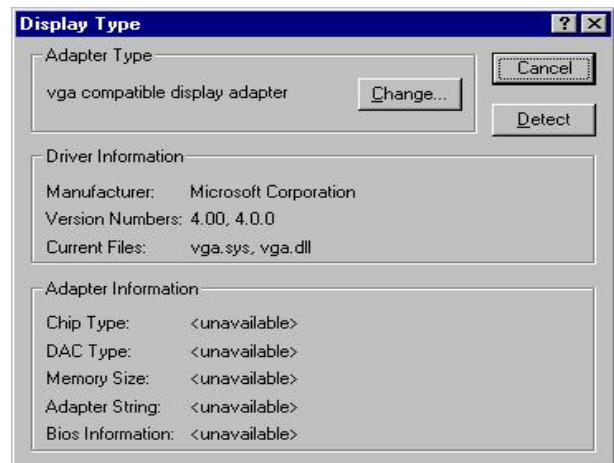 Display Type
Adapter Type
vga compatible display adapter
Change...
Cancel
Detect
Driver Information
Manufacturer: Microsoft Corporation
Version Numbers: 4.00, 4.0.0
Current Files: vga.sys, vga.dll
Adapter Information
Chip Type: <unavailable>
DAC Type: <unavailable>
Memory Size: <unavailable>
Adapter String: <unavailable>
Bios Information: <unavailable>